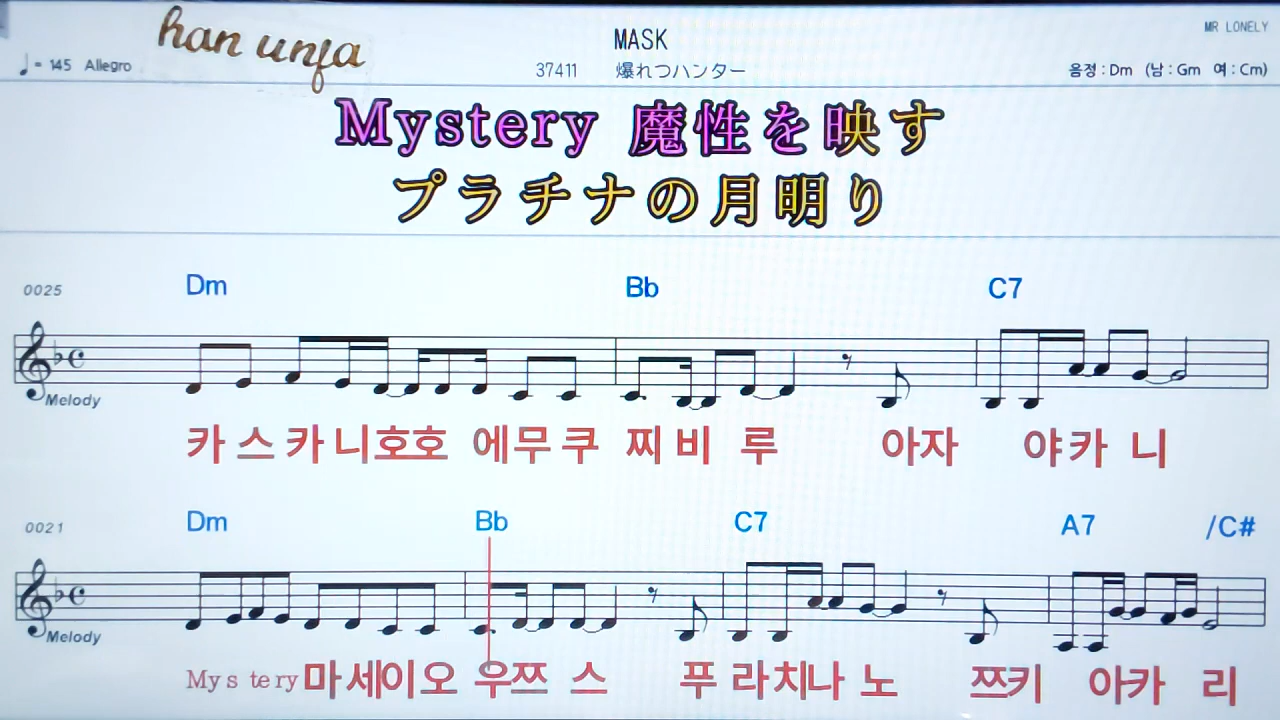 han unfa
MASK
MR LONELY
♩= 145 Allegro
37411 爆れつハンター
음정 : Dm (남 : Gm 여 : Cm)
Mystery 魔性を映す
プラチナの月明り
0025 Dm Bb C7
Melody
카 스 카 니 호호 에무 쿠 찌 비 루 아자 야카 니
0021 Dm Bb C7 A7 /C#
Melody
Mystery 마세이오 우쯔 스 푸 라치나 노 쯔키 아카 리